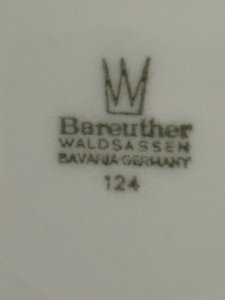 Bareuther
WALDSASSEN
BAVARIA-GERMANY
124